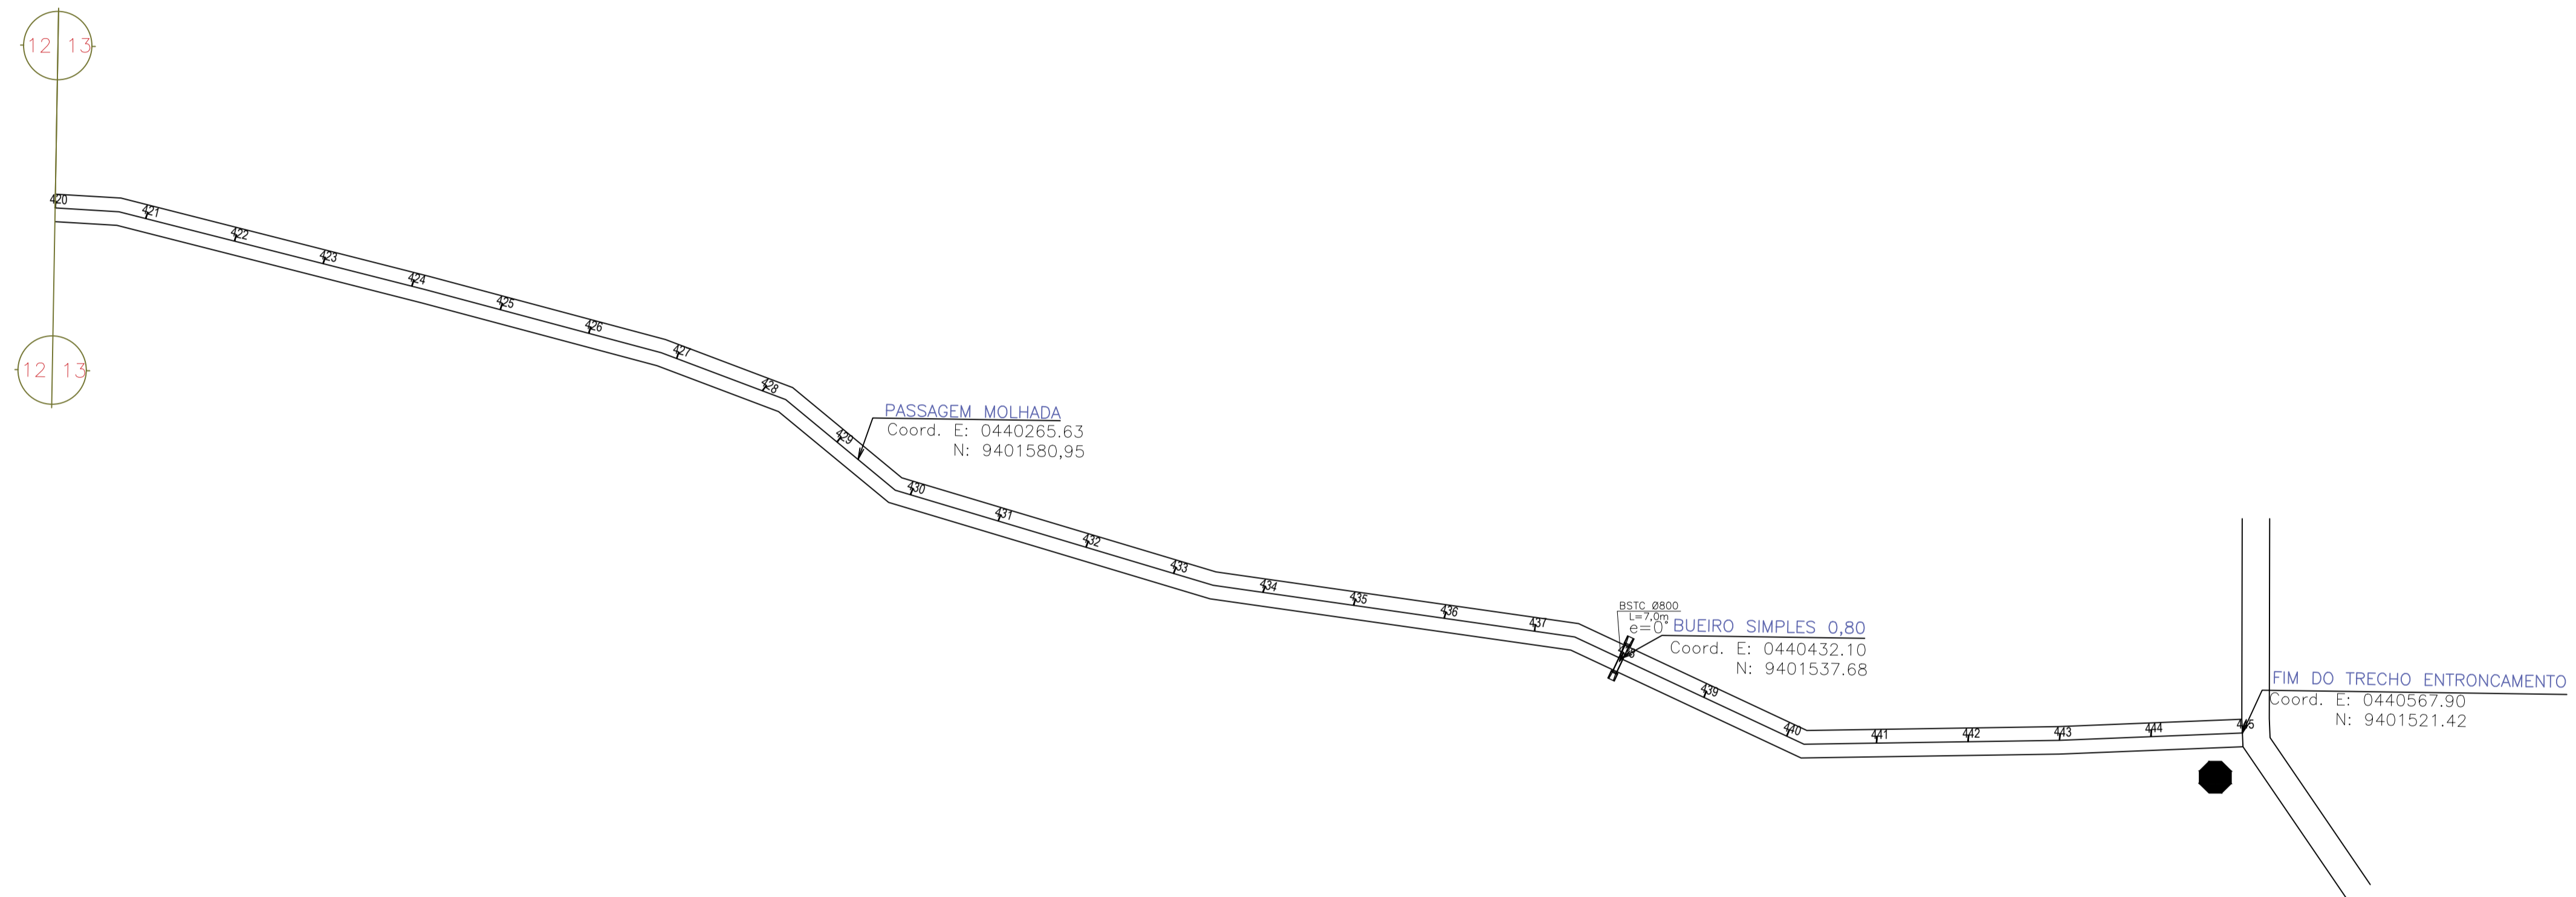 12 13
420
421
422
423
424
425
426
427
428
12 13
PASSAGEM MOLHADA
Coord. E: 0440265.63
N: 9401580,95
429
430
431
432
433
434
435
436
437
BSTC Ø800
L=7,0m
e=0°
BUEIRO SIMPLES 0,80
Coord. E: 0440432.10
N: 9401537.68
439
440
441
442
443
444
445
FIM DO TRECHO ENTRONCAMENTO
Coord. E: 0440567.90
N: 9401521.42